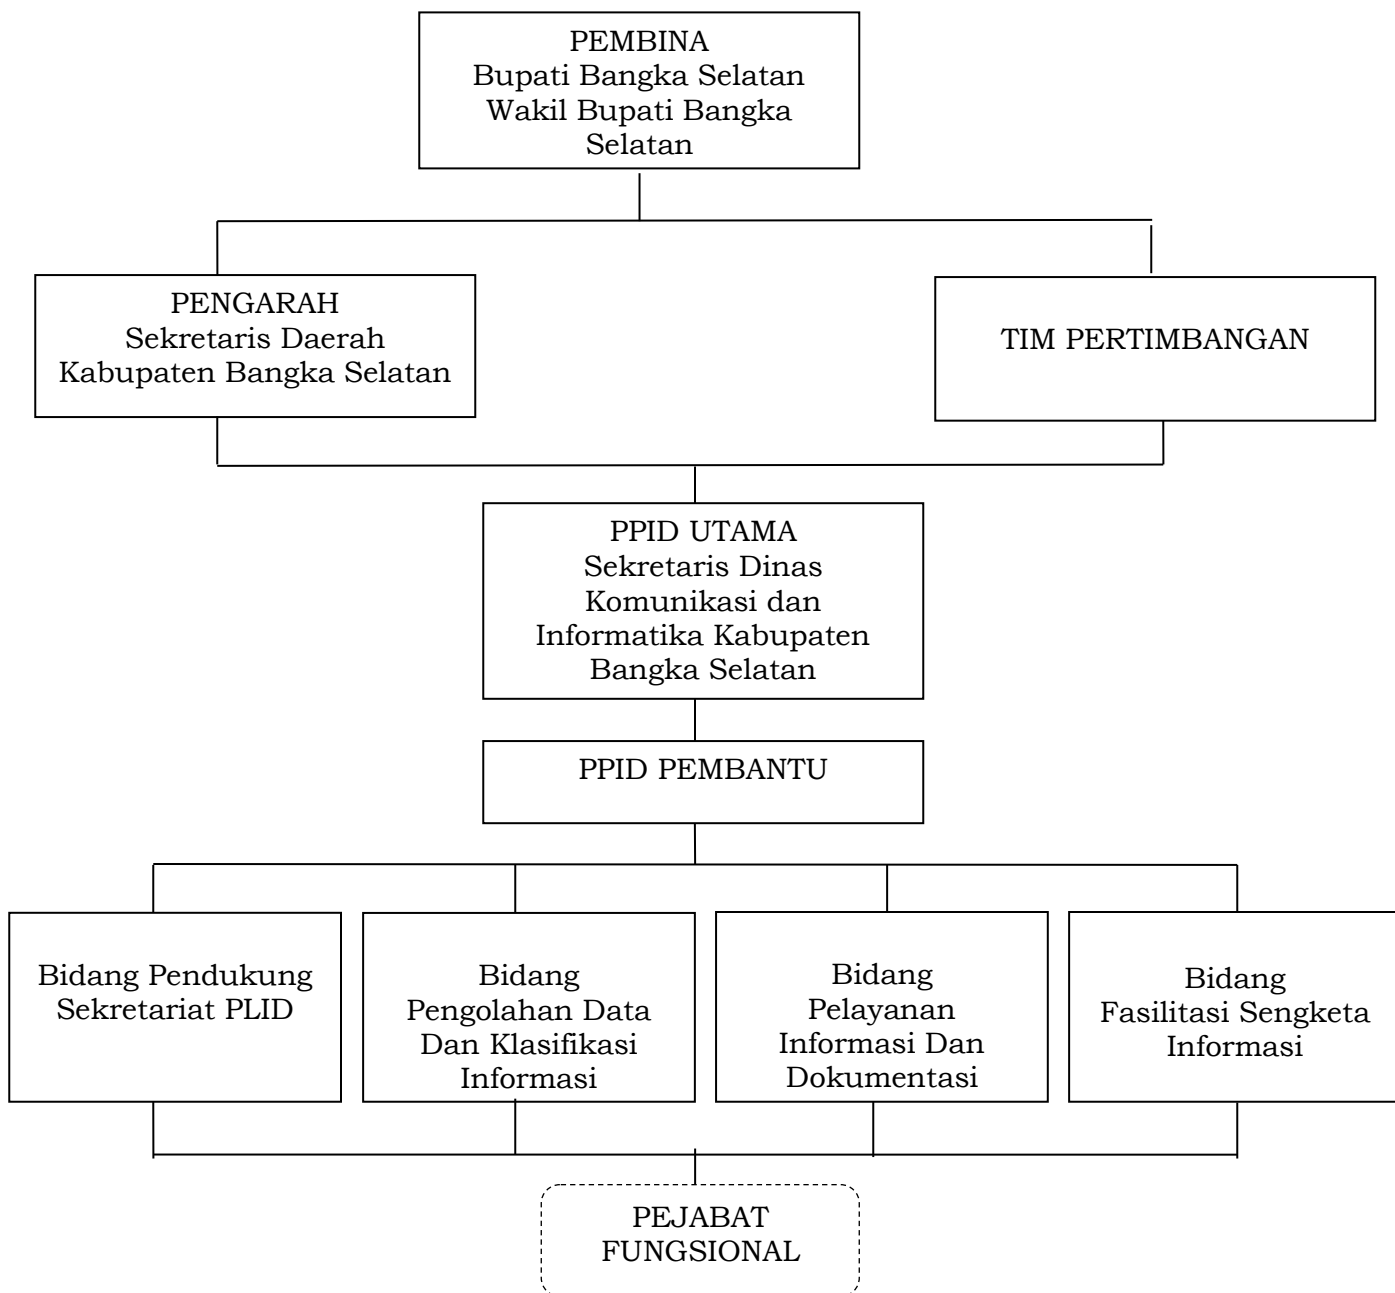 PEMBINA
Bupati Bangka Selatan
Wakil Bupati Bangka
Selatan
PENGARAH
Sekretaris Daerah
Kabupaten Bangka Selatan
TIM PERTIMBANGAN
PPID UTAMA
Sekretaris Dinas
Komunikasi dan
Informatika Kabupaten
Bangka Selatan
PPID PEMBANTU
Bidang Pendukung
Sekretariat PLID
Bidang
Pengolahan Data
Dan Klasifikasi
Informasi
Bidang
Pelayanan
Informasi Dan
Dokumentasi
Bidang
Fasilitasi Sengketa
Informasi
PEJABAT
FUNGSIONAL